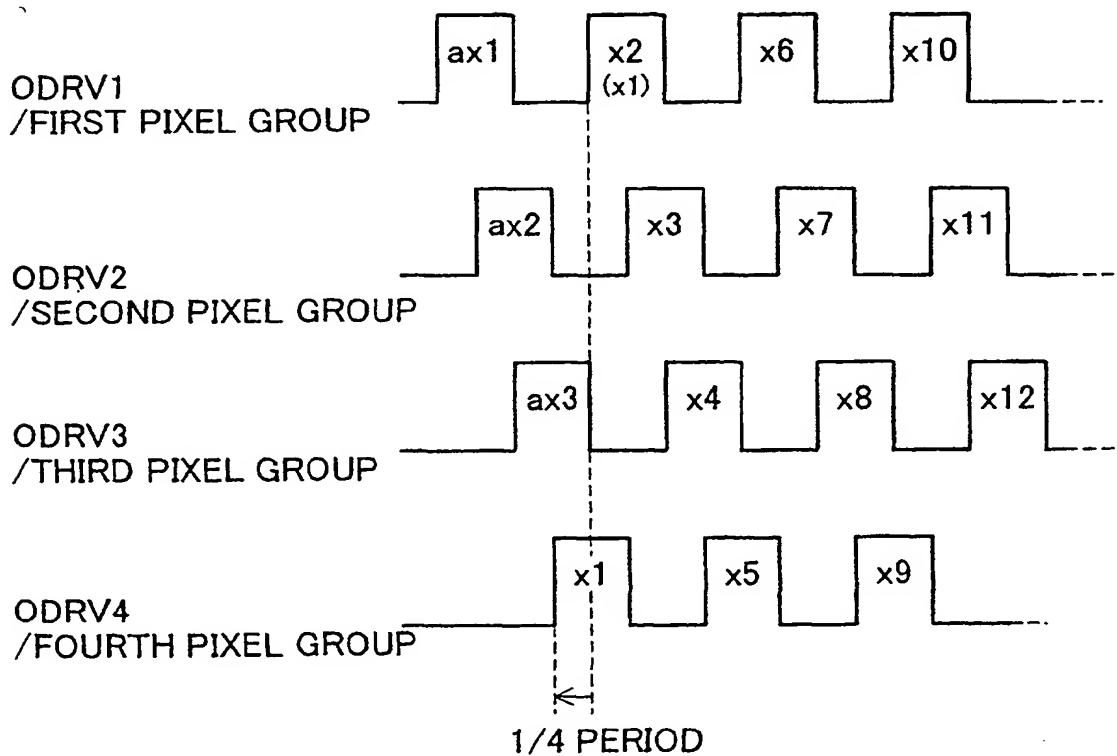 ax1 x2 x6 x10
(x1)
ODRV1
/FIRST PIXEL GROUP
ax2 x3 x7 x11
ODRV2
/SECOND PIXEL GROUP
ax3 x4 x8 x12
ODRV3
/THIRD PIXEL GROUP
x1 x5 x9
ODRV4
/FOURTH PIXEL GROUP
1/4 PERIOD